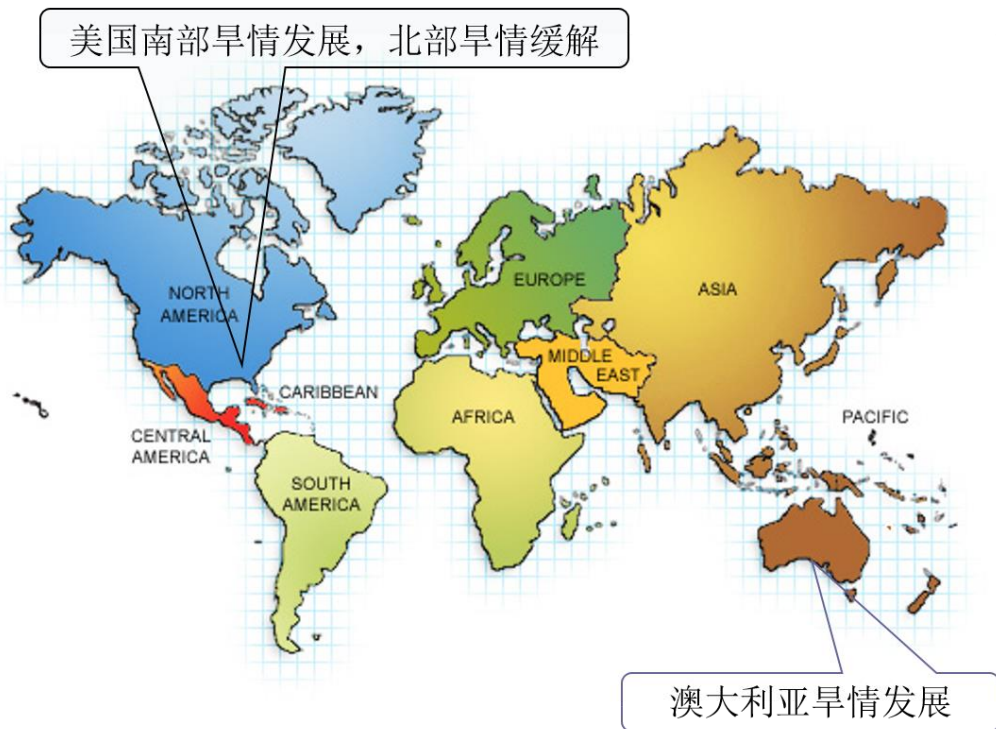 美国南部旱情发展，北部旱情缓解
NORTH
AMERICA
EUROPE
ASIA
MIDDLE
EAST
CARIBBEAN
AFRICA
PACIFIC
CENTRAL
AMERICA
SOUTH
AMERICA
澳大利亚旱情发展